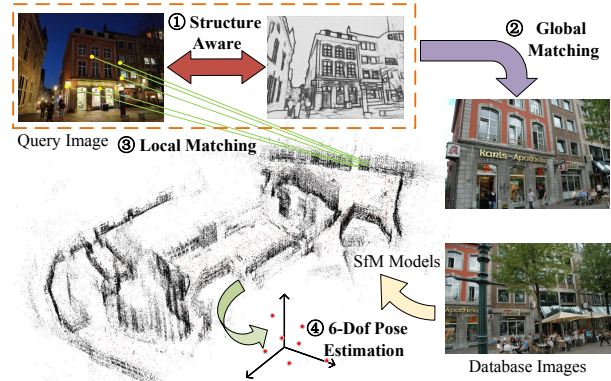 ① Structure
Aware
② Global
Matching
Query Image
③ Local Matching
Karls-Apotheke
SfM Models
④ 6-Dof Pose
Estimation
Database Images